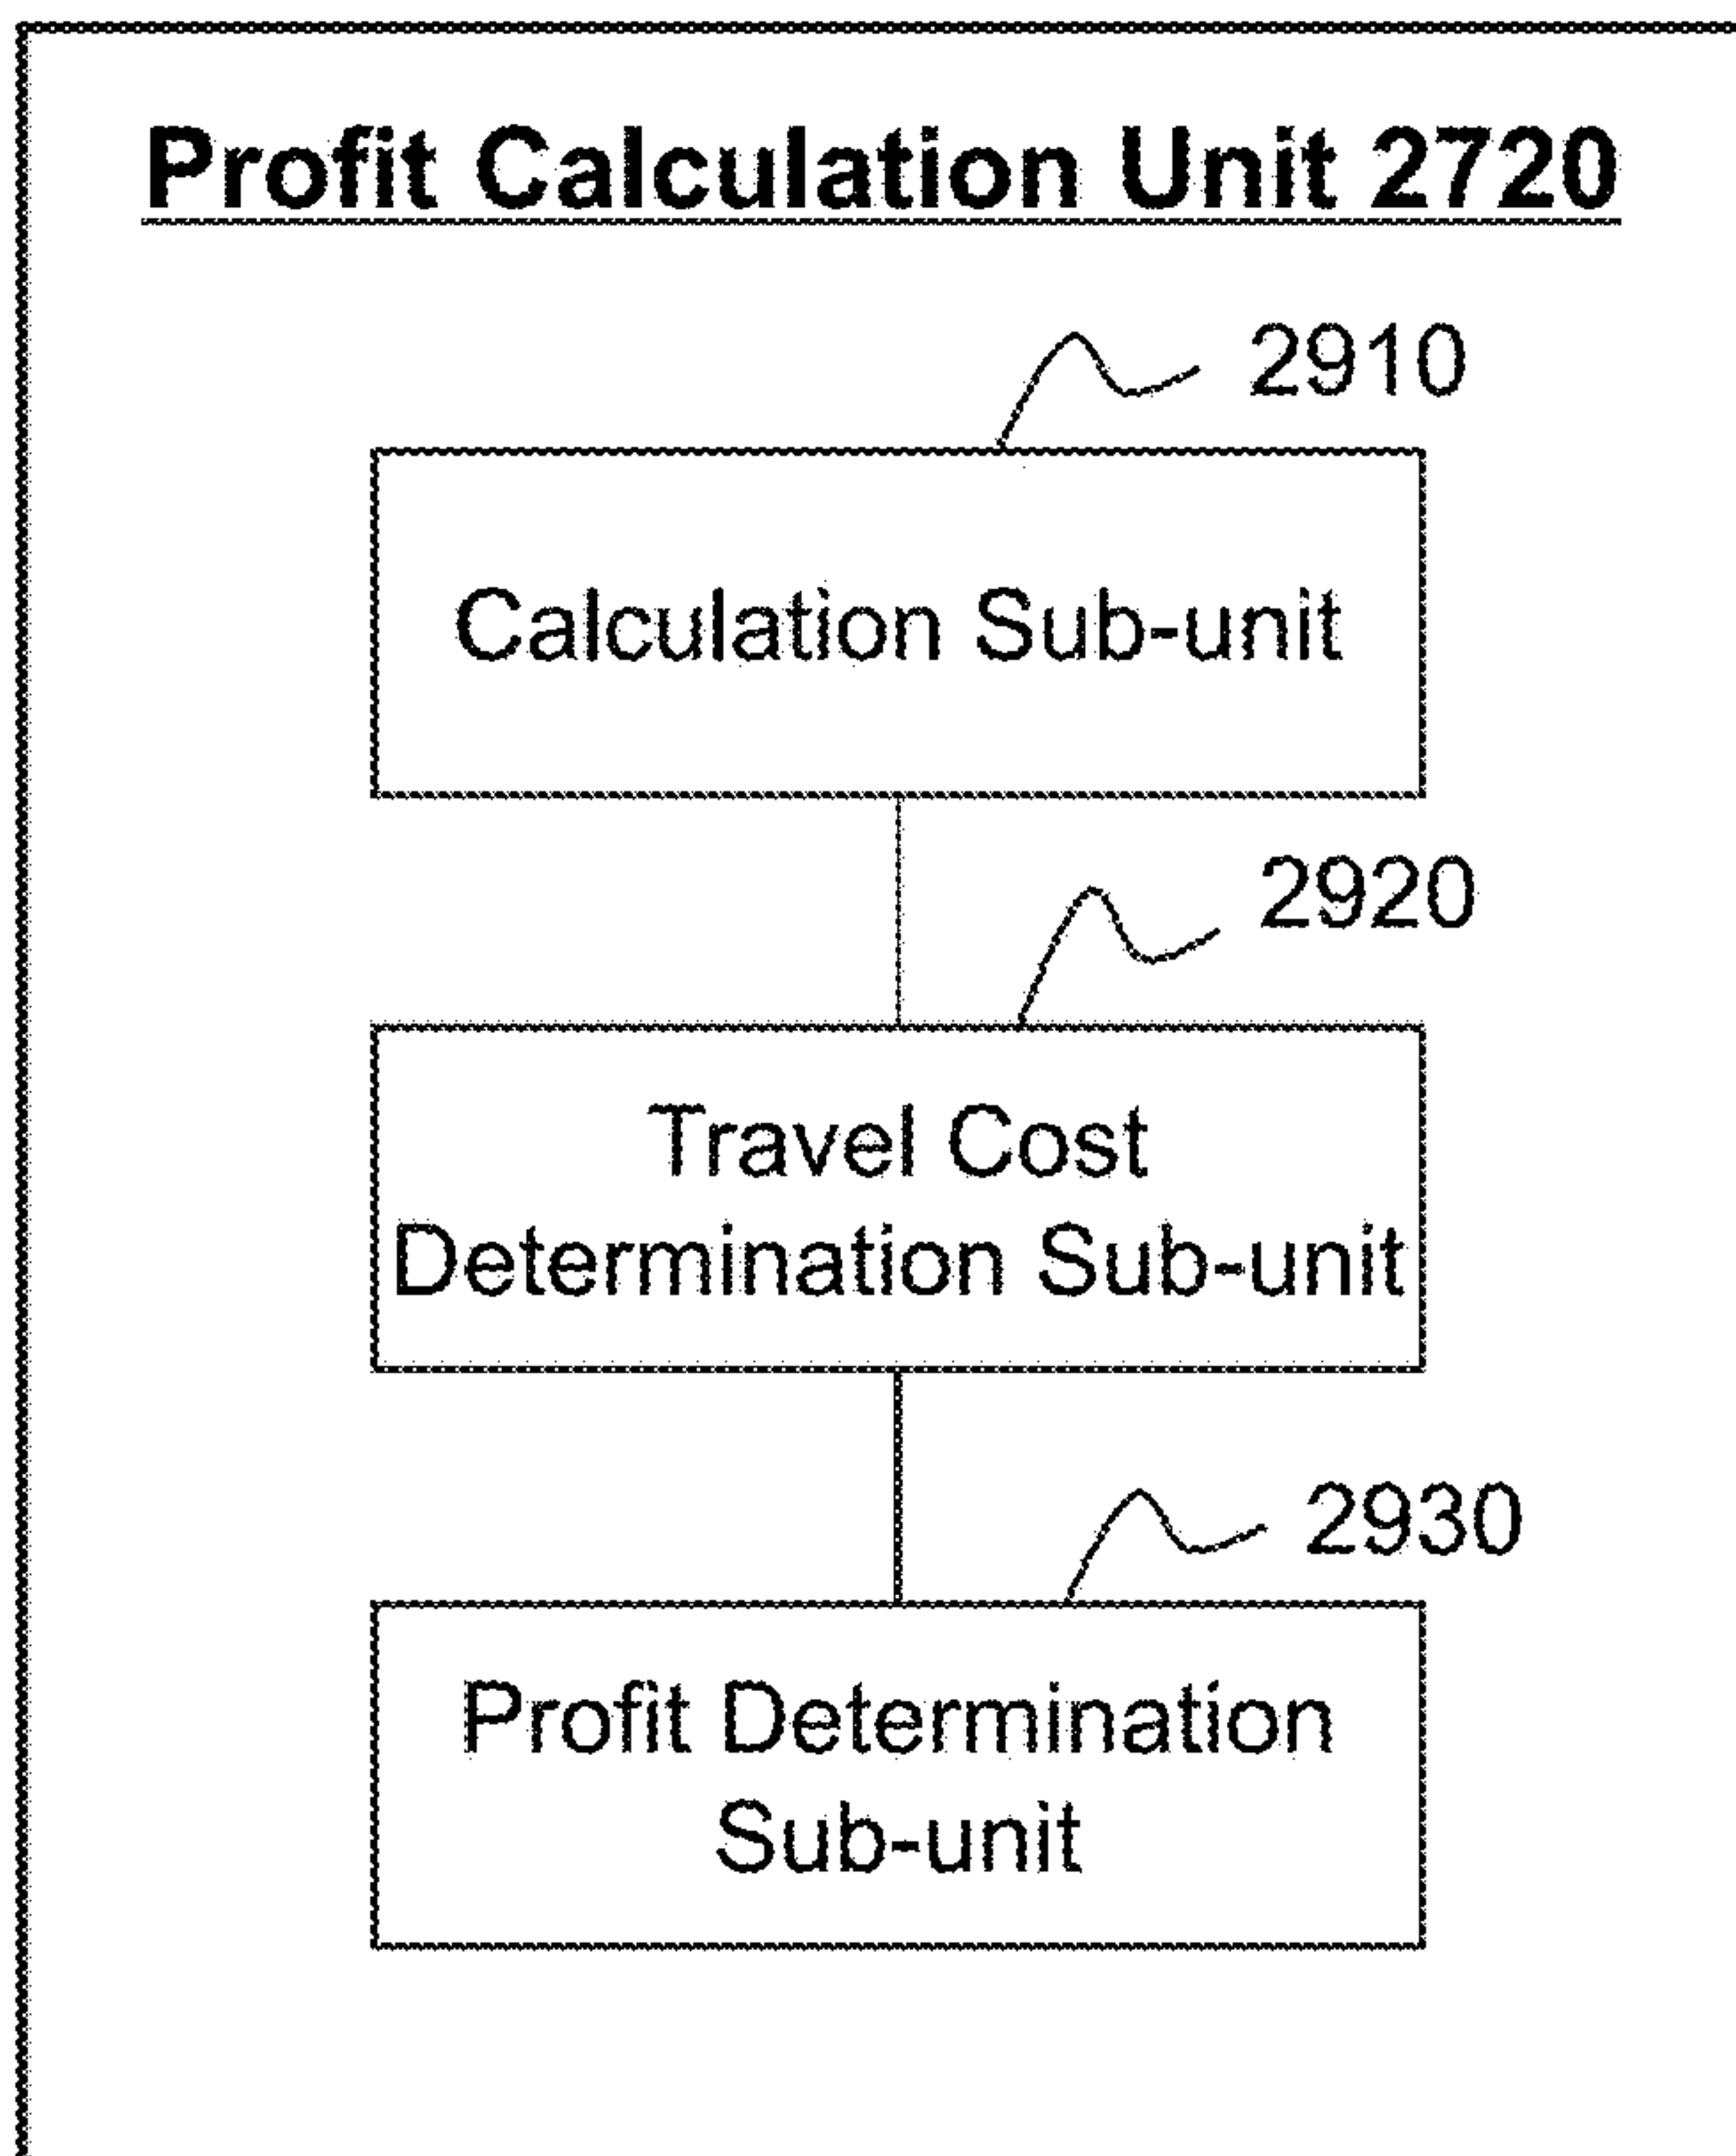 Profit Calculation Unit 2720
2910
Calculation Sub-unit
2920
Travel Cost
Determination Sub-unit
2930
Profit Determination
Sub-unit